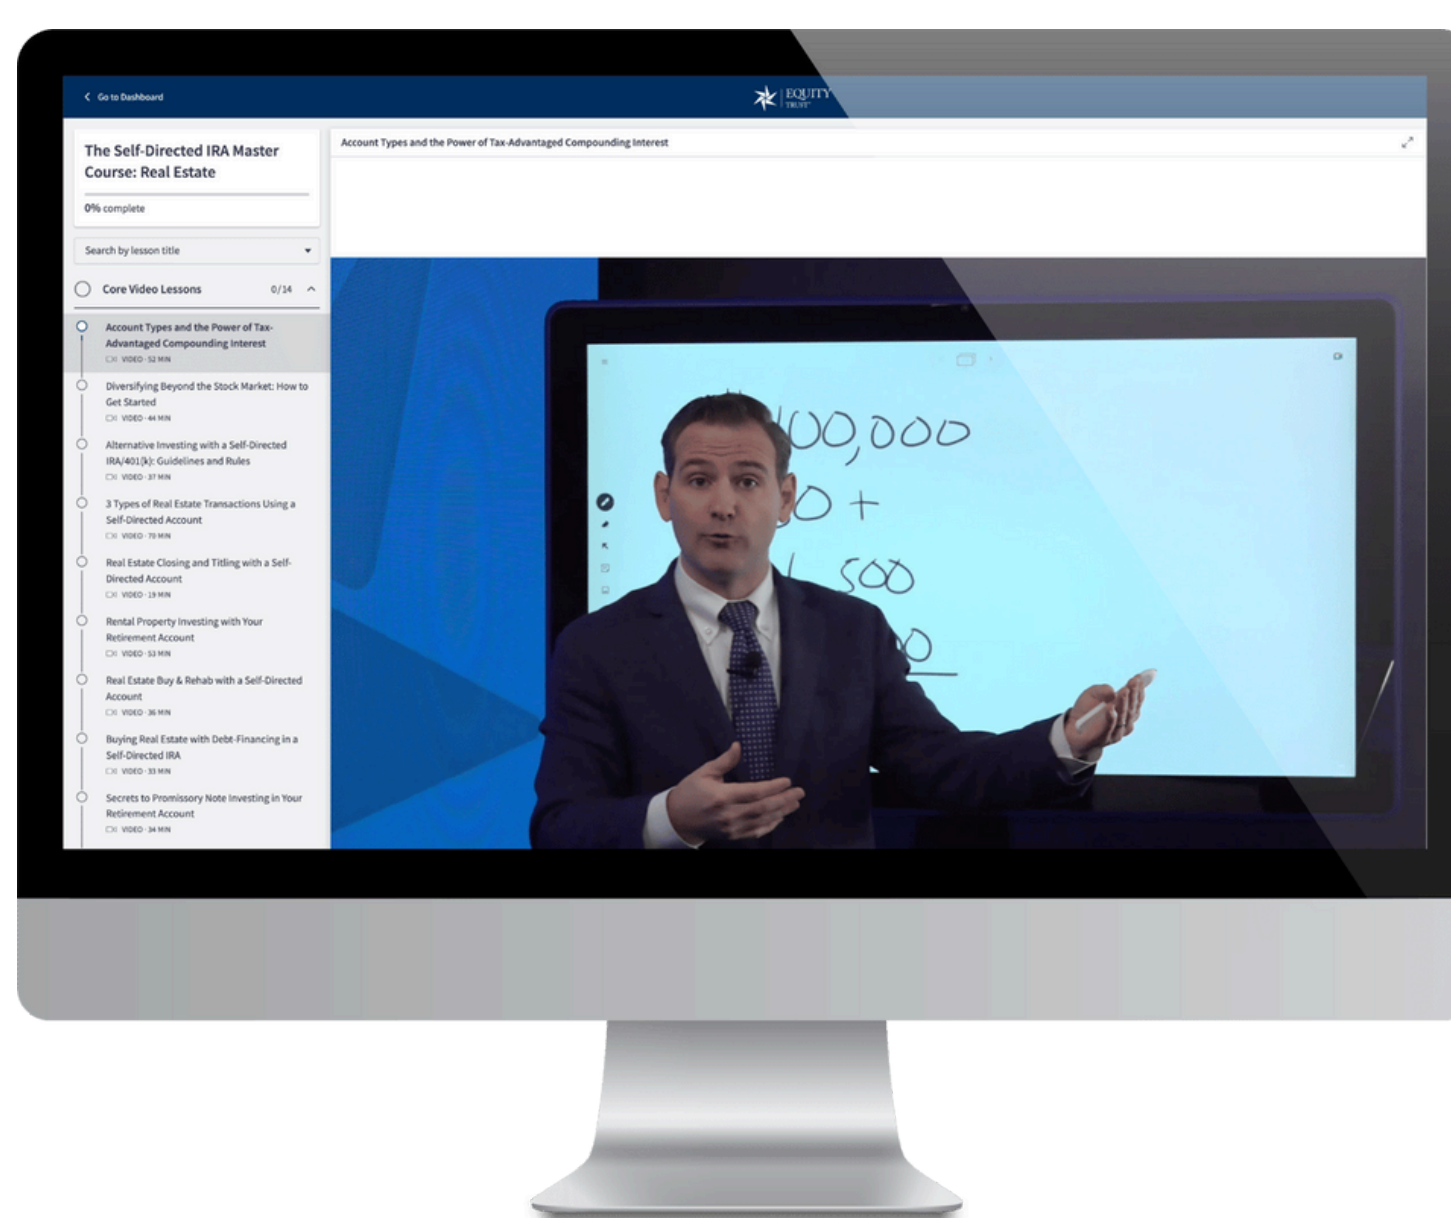 Go to Dashboard
EQUITY
TRUST
The Self-Directed IRA Master
Course: Real Estate
0% complete
Search by lesson title
Core Video Lessons 0/14
Account Types and the Power of Tax-
Advantaged Compounding Interest
VIDEO - 52 MIN
Diversifying Beyond the Stock Market: How to
Get Started
VIDEO - 44 MIN
Alternative Investing with a Self-Directed
IRA/401(k): Guidelines and Rules
VIDEO - 37 MIN
3 Types of Real Estate Transactions Using a
Self-Directed Account
VIDEO - 70 MIN
Real Estate Closing and Titling with a Self-
Directed Account
VIDEO - 19 MIN
Rental Property Investing with Your
Retirement Account
VIDEO - 53 MIN
Real Estate Buy & Rehab with a Self-Directed
Account
VIDEO - 36 MIN
Buying Real Estate with Debt-Financing in a
Self-Directed IRA
VIDEO - 33 MIN
Secrets to Promissory Note Investing in Your
Retirement Account
VIDEO - 34 MIN
Account Types and the Power of Tax-Advantaged Compounding Interest
00,000
0 +
500
0